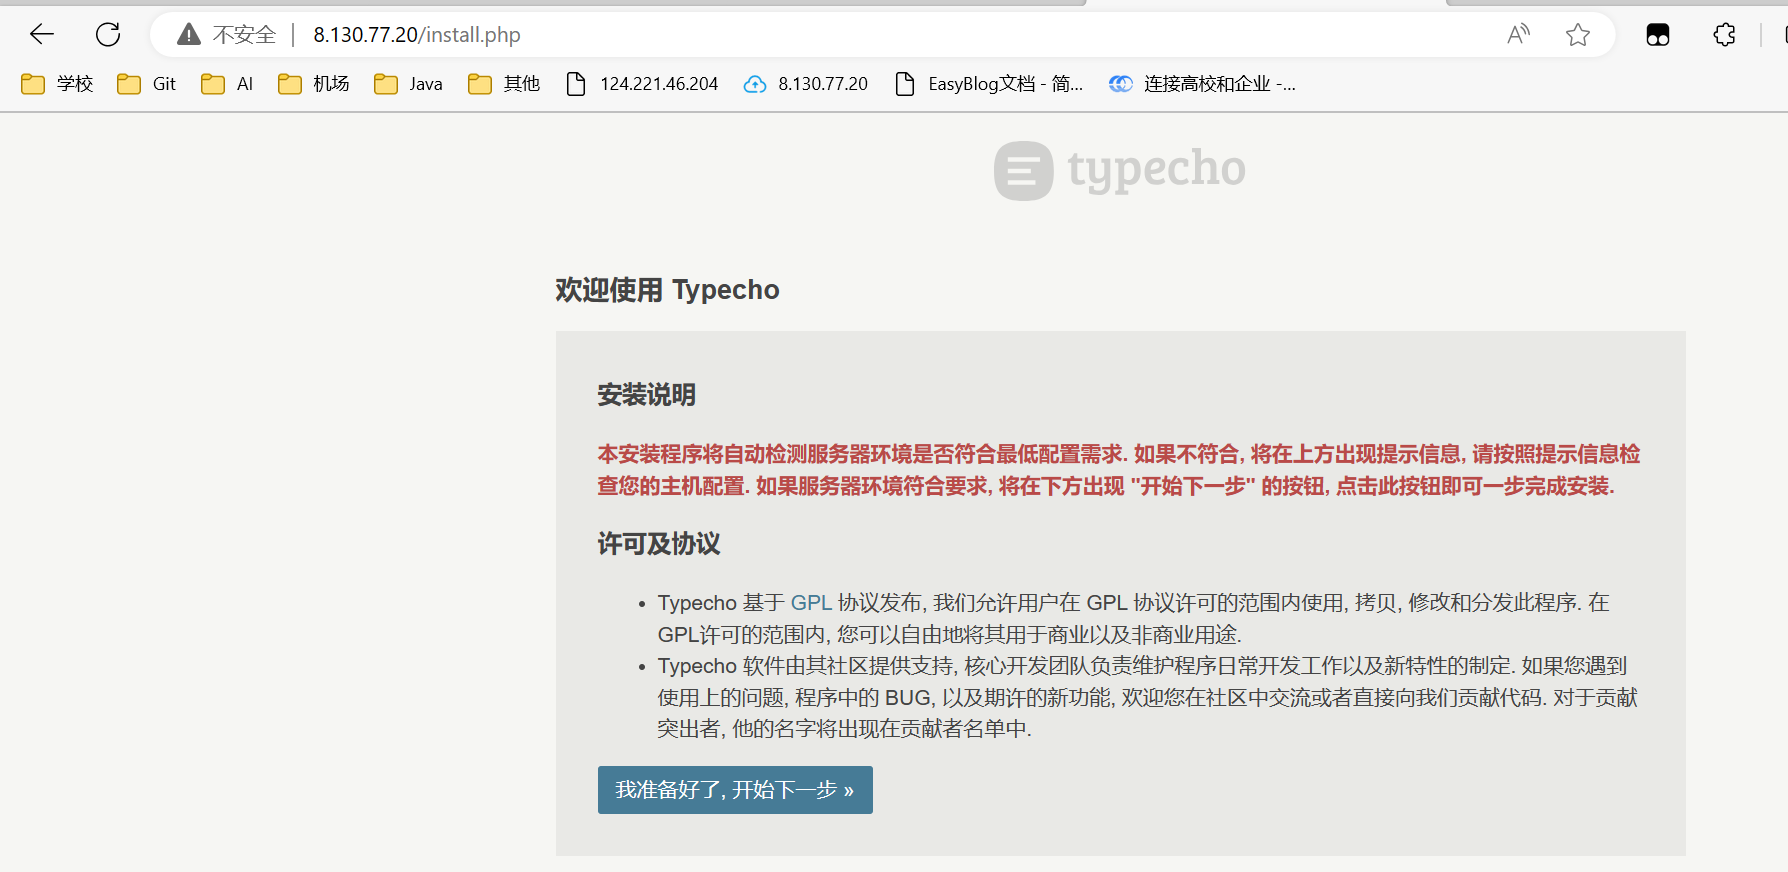 不安全 | 8.130.77.20/install.php
学校 Git AI 机场 Java 其他 124.221.46.204 8.130.77.20 EasyBlog文档 - 简... 连接高校和企业 -...
typecho
欢迎使用 Typecho
安装说明
本安装程序将自动检测服务器环境是否符合最低配置需求. 如果不符合, 将在上方出现提示信息, 请按照提示信息检
查您的主机配置. 如果服务器环境符合要求, 将在下方出现 "开始下一步" 的按钮, 点击此按钮即可一步完成安装.
许可及协议
• Typecho 基于 GPL 协议发布, 我们允许用户在 GPL 协议许可的范围内使用, 拷贝, 修改和分发此程序. 在
GPL许可的范围内, 您可以自由地将其用于商业以及非商业用途.
• Typecho 软件由其社区提供支持, 核心开发团队负责维护程序日常开发工作以及新特性的制定. 如果您遇到
使用上的问题, 程序中的 BUG, 以及期许的新功能, 欢迎您在社区中交流或者直接向我们贡献代码. 对于贡献
突出者, 他的名字将出现在贡献者名单中.
我准备好了, 开始下一步 »